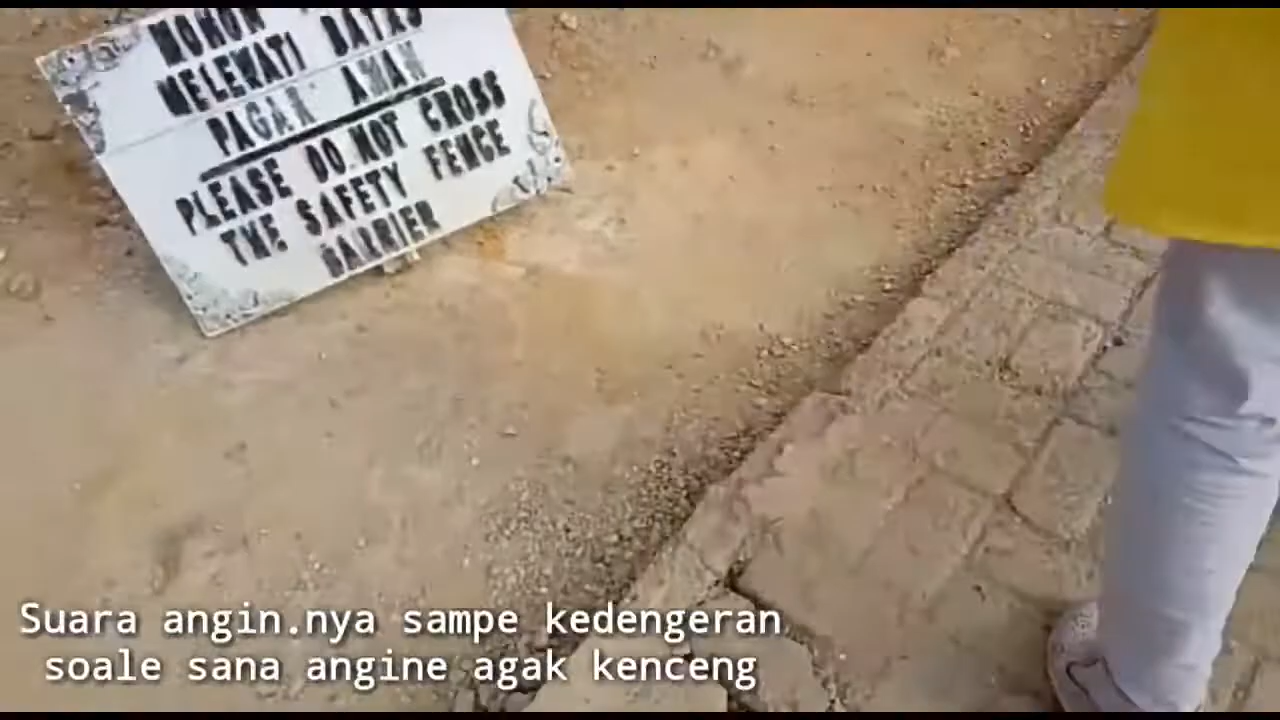 MOHON
MELEWATI BATAS
PAGAR AMAN
PLEASE DO NOT CROSS
THE SAFETY FENCE
BARRIER
Suara angin.nya sampe kedengeran
soale sana angine agak kenceng